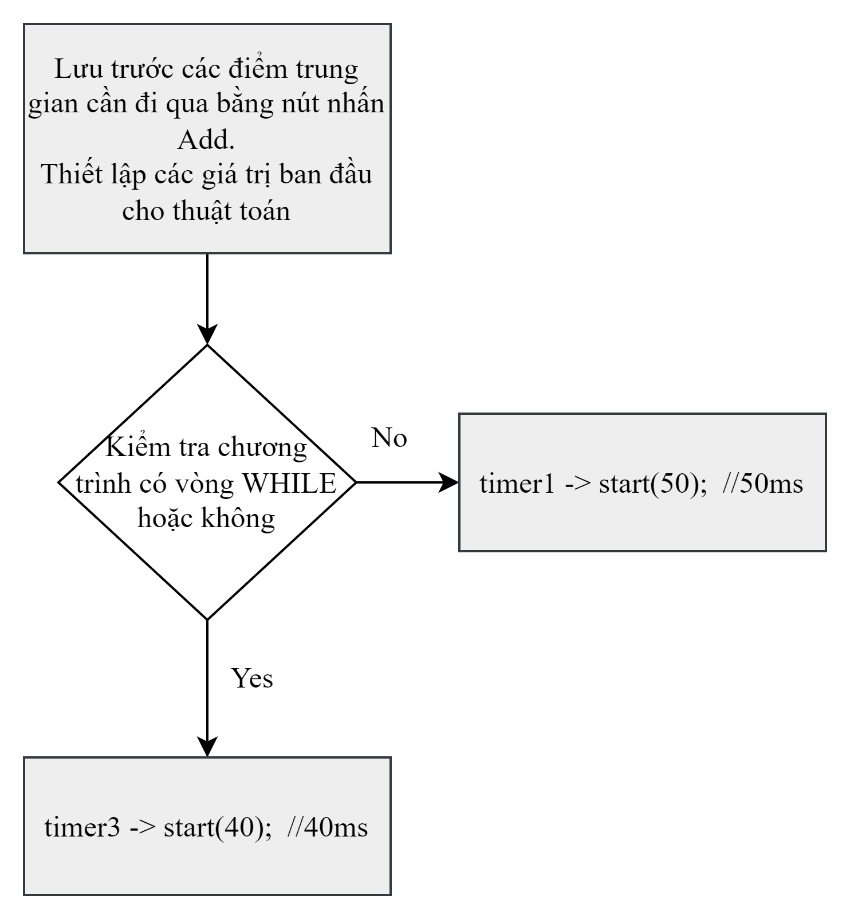 Lưu trước các điểm trung
gian cần đi qua bằng nút nhấn
Add.
Thiết lập các giá trị ban đầu
cho thuật toán
Kiểm tra chương
trình có vòng WHILE
hoặc không
No
timer1 -> start(50);  //50ms
Yes
timer3 -> start(40);  //40ms